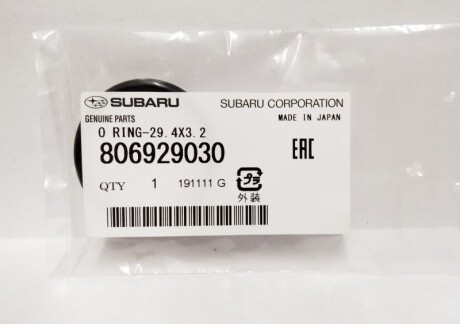 SUBARU SUBARU CORPORATION
GENUINE PARTS MADE IN JAPAN
O RING-29.4X3.2
806929030 EAC
QTY 1 191111 G プラ
外装